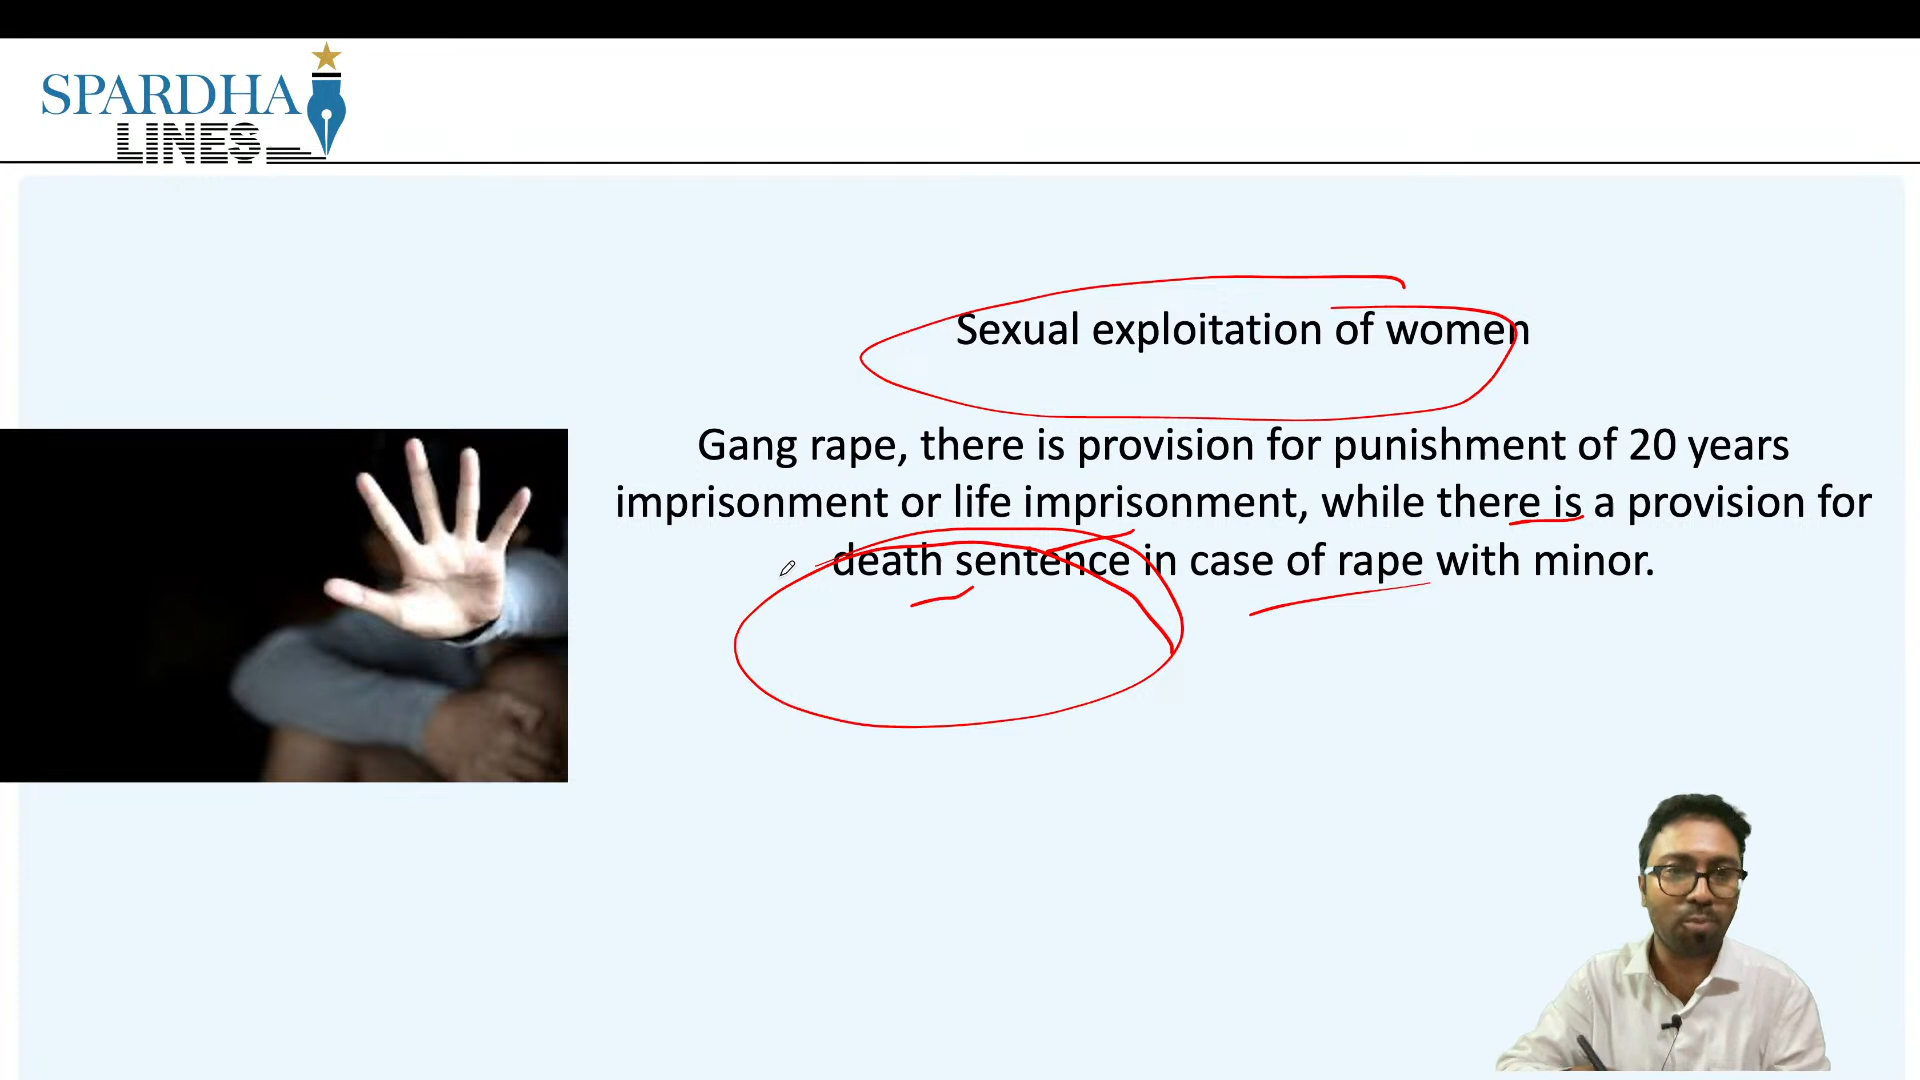 SPARDHA
LINES
Sexual exploitation of women
Gang rape, there is provision for punishment of 20 years
imprisonment or life imprisonment, while there is a provision for
death sentence in case of rape with minor.